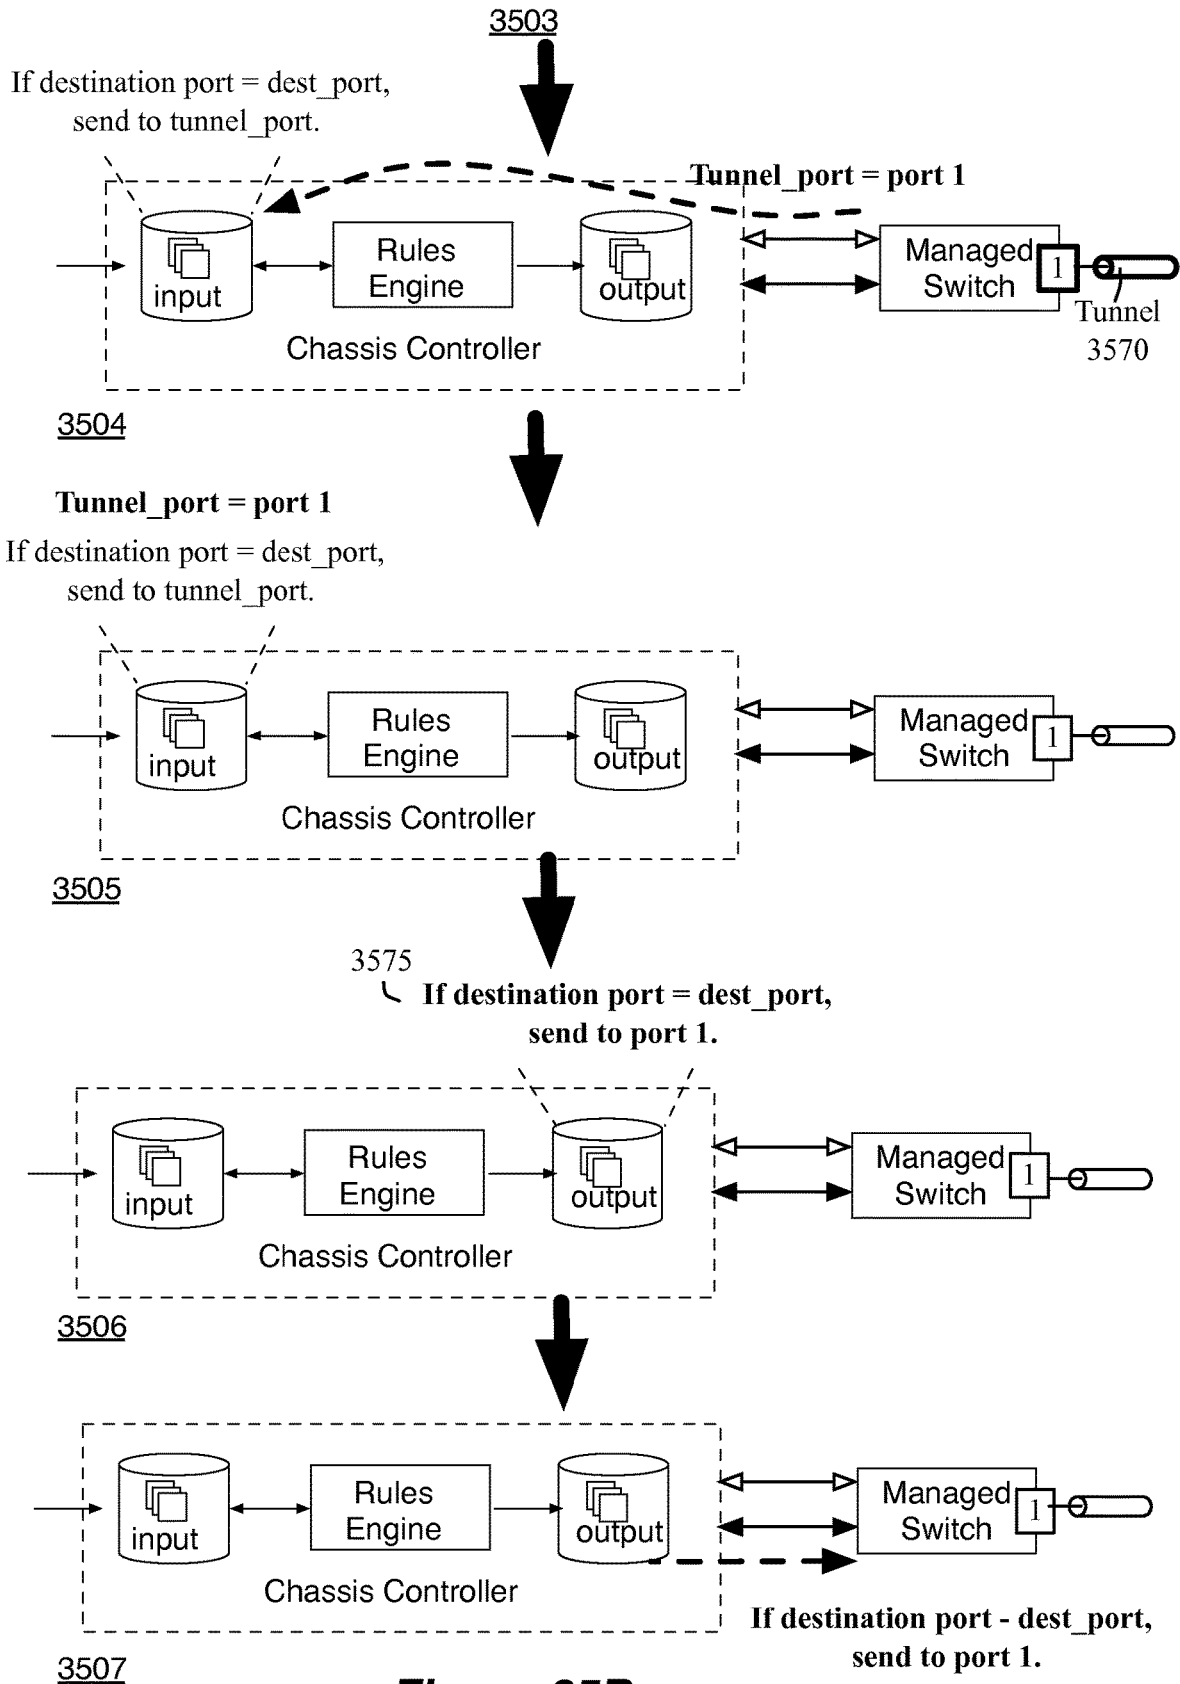 3503
If destination port = dest_port,
send to tunnel_port.
Tunnel_port = port 1
input
Rules
Engine
output
Managed
Switch
1
Tunnel
3570
Chassis Controller
3504
Tunnel_port = port 1
If destination port = dest_port,
send to tunnel_port.
input
Rules
Engine
output
Managed
Switch
1
Chassis Controller
3505
3575
If destination port = dest_port,
send to port 1.
input
Rules
Engine
output
Managed
Switch
1
Chassis Controller
3506
input
Rules
Engine
output
Managed
Switch
1
Chassis Controller
If destination port - dest_port,
send to port 1.
3507